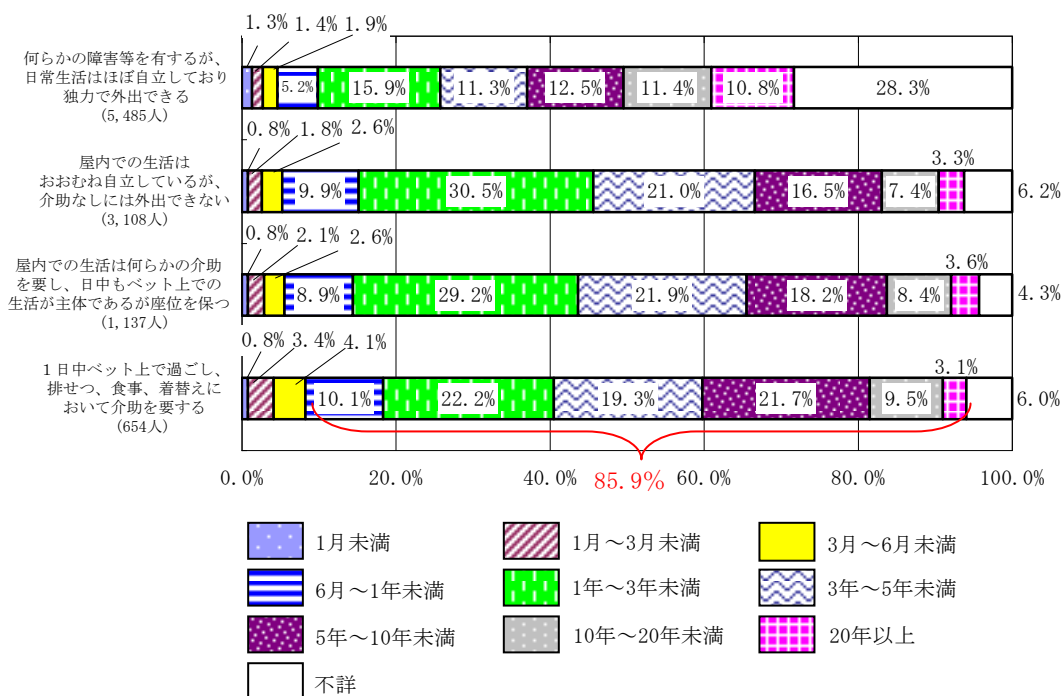 1.3%
1.4%
1.9%
何らかの障害等を有するが、
日常生活はほぼ自立しており
独力で外出できる
(5,485人)
5.2%
15.9%
11.3%
12.5%
11.4%
10.8%
28.3%
0.8%
1.8%
2.6%
3.3%
屋内での生活は
おおむね自立しているが、
介助なしには外出できない
(3,108人)
9.9%
30.5%
21.0%
16.5%
7.4%
6.2%
0.8%
2.1%
2.6%
3.6%
屋内での生活は何らかの介助
を要し、日中もベット上での
生活が主体であるが座位を保つ
(1,137人)
8.9%
29.2%
21.9%
18.2%
8.4%
4.3%
0.8%
3.4%
4.1%
3.1%
1日中ベット上で過ごし、
排せつ、食事、着替えに
おいて介助を要する
(654人)
10.1%
22.2%
19.3%
21.7%
9.5%
6.0%
0.0%
20.0%
40.0%
85.9%
60.0%
80.0%
100.0%
1月未満
1月～3月未満
3月～6月未満
6月～1年未満
1年～3年未満
3年～5年未満
5年～10年未満
10年～20年未満
20年以上
不詳